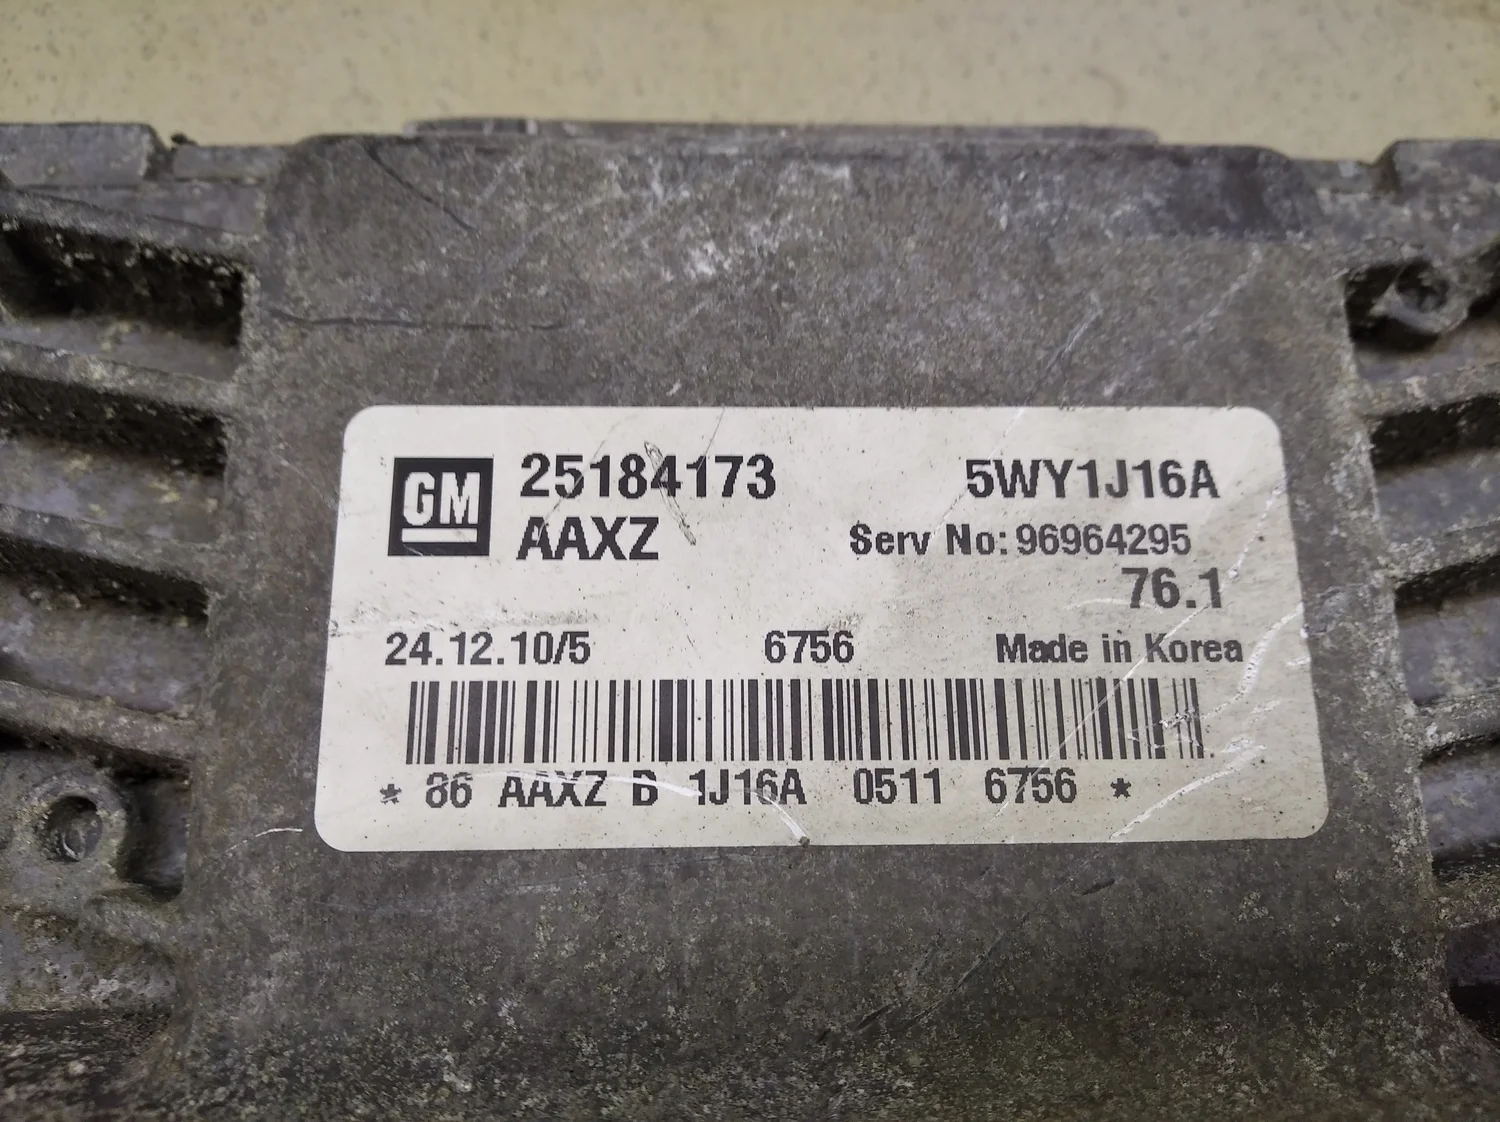 GM 25184173 5WY1J16A
AAXZ Serv No: 96964295
76.1
24.12.10/5 6756 Made in Korea
* 86 AAXZ B 1J16A 0511 6756 *